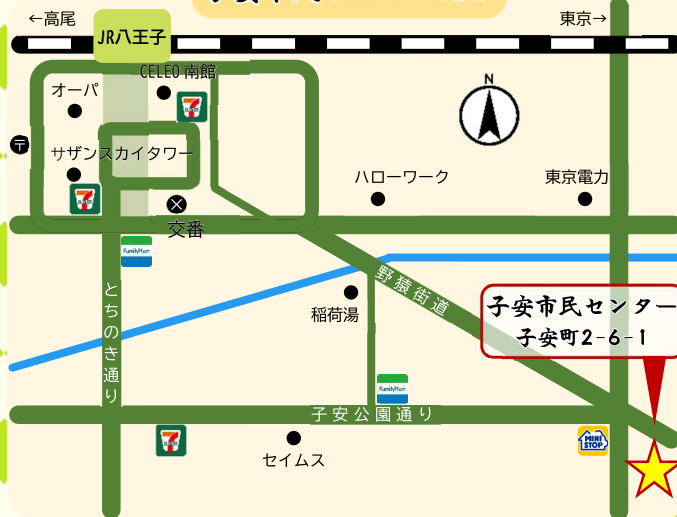 ←高尾
東京→
JR八王子
CELEO 南館
オーパ
N
〒
サザンスカイタワー
ハローワーク
東京電力
交番
FamilyMart
野猿街道
とちのき通り
稲荷湯
子安市民センター
子安町2-6-1
FamilyMart
子安公園通り
MINI
STOP
セイムス